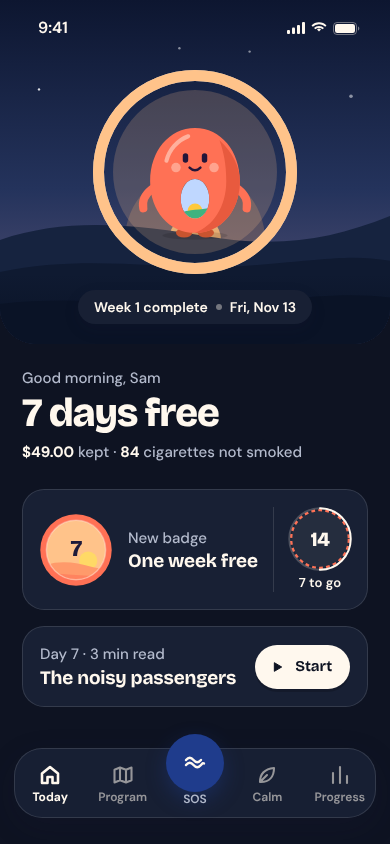 9:41
Week 1 complete • Fri, Nov 13
Good morning, Sam
7 days free
$49.00 kept · 84 cigarettes not smoked
7
New badge
One week free
14
7 to go
Day 7 · 3 min read
The noisy passengers
Start
Today
Program
SOS
Calm
Progress